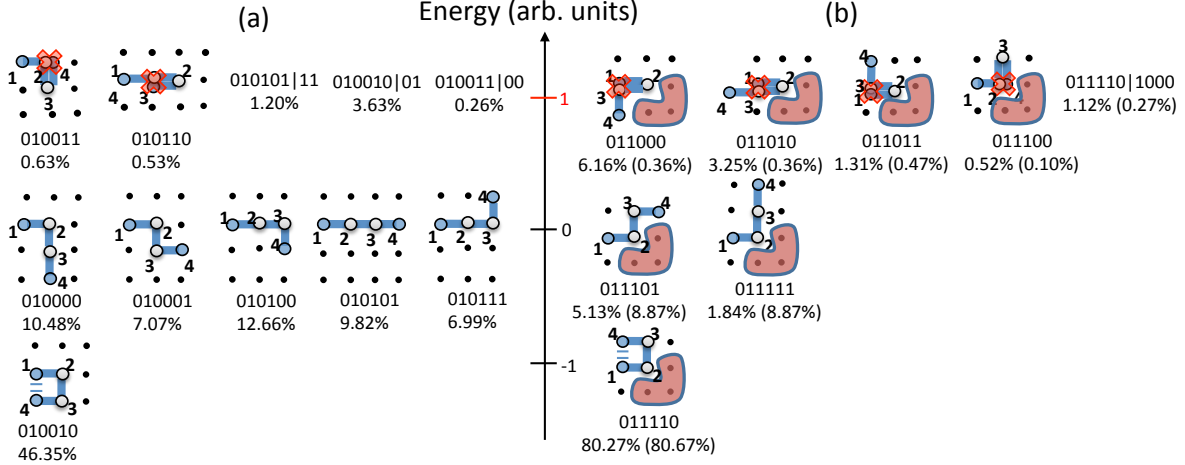 Energy (arb. units)
(a)
(b)
1 2 4 3
010011
0.63%
4 3 2
010110
0.53%
010101|11
1.20%
010010|01
3.63%
010011|00
0.26%
1
1 2 3 4
011000
6.16% (0.36%)
4 3 1 2
011010
3.25% (0.36%)
4 3 1 2
011011
1.31% (0.47%)
3 1 2 4
011100
0.52% (0.10%)
011110|1000
1.12% (0.27%)
1 2 3 4
010000
10.48%
1 2 3 4
010001
7.07%
1 2 3 4
010100
12.66%
1 2 3 4
010101
9.82%
1 2 3 4
010111
6.99%
0
3 4 1 2
011101
5.13% (8.87%)
4 3 1 2
011111
1.84% (8.87%)
1 2 4 3
010010
46.35%
-1
4 3 1 2
011110
80.27% (80.67%)